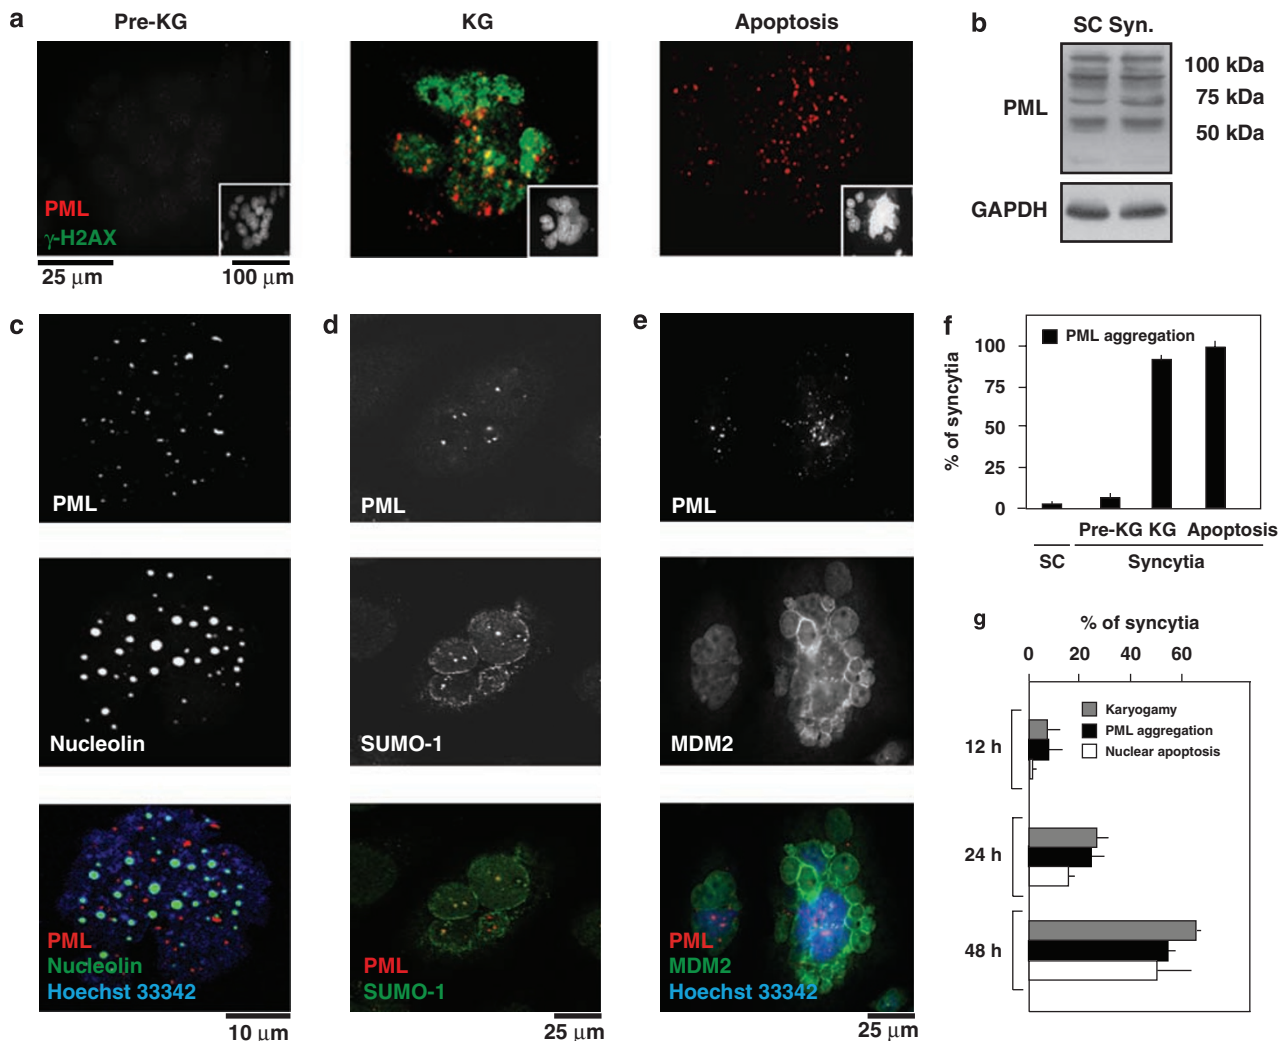 a
Pre-KG
KG
Apoptosis
PML
γ-H2AX
25 μm
100 μm
b
SC Syn.
PML
100 kDa
75 kDa
50 kDa
GAPDH
c
PML
Nucleolin
PML
Nucleolin
Hoechst 33342
10 μm
d
PML
SUMO-1
PML
SUMO-1
25 μm
e
PML
MDM2
PML
MDM2
Hoechst 33342
25 μm
f
PML aggregation
% of syncytia
100
75
50
25
0
Pre-KG KG Apoptosis
SC
Syncytia
g
% of syncytia
0 20 40 60
Karyogamy
PML aggregation
Nuclear apoptosis
12 h
24 h
48 h